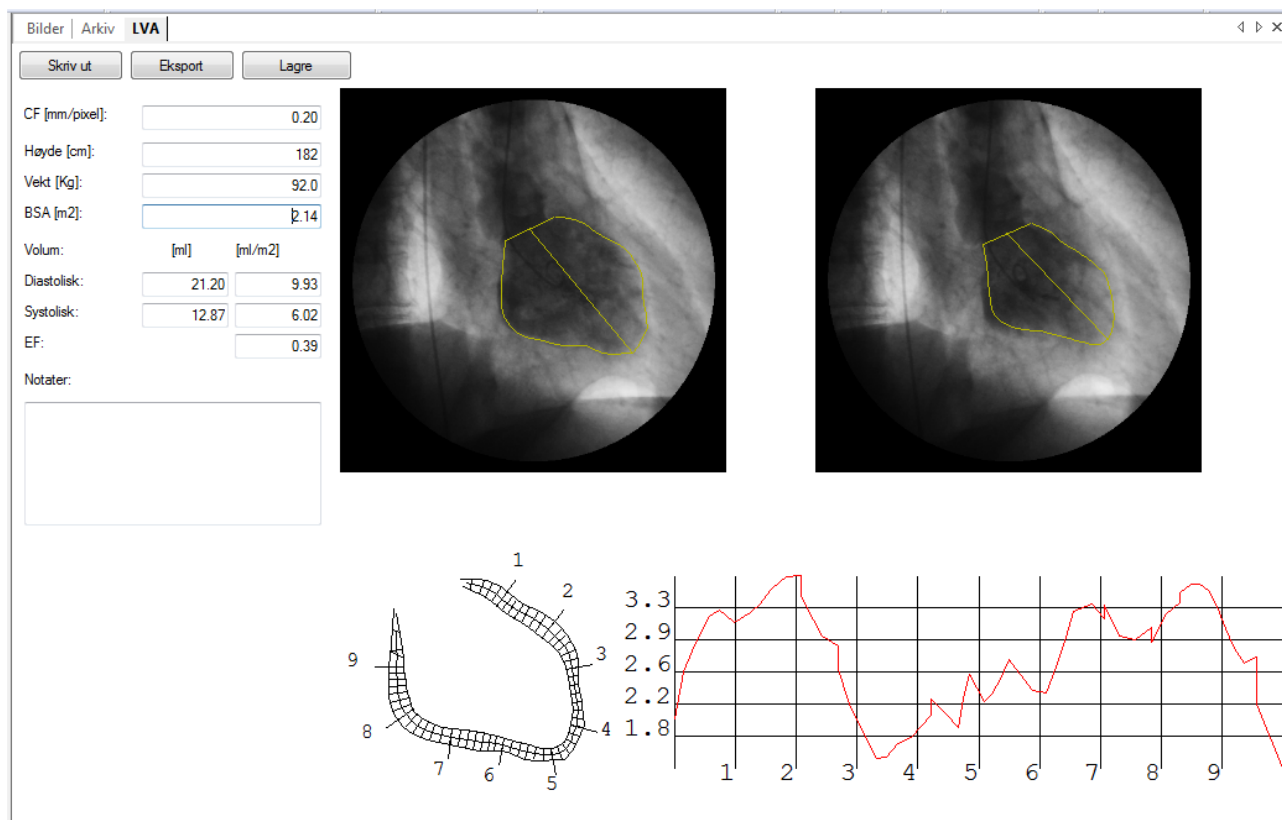 Bilder Arkiv LVA
Skriv ut Eksport Lagre
CF [mm/pixel]: 0.20
Høyde [cm]: 182
Vekt [Kg]: 92.0
BSA [m2]: 2.14
Volum: [ml] [ml/m2]
Diastolisk: 21.20 9.93
Systolisk: 12.87 6.02
EF: 0.39
Notater:
1
2
3
4
5
6
7
8
9
3.3
2.9
2.6
2.2
1.8
1 2 3 4 5 6 7 8 9